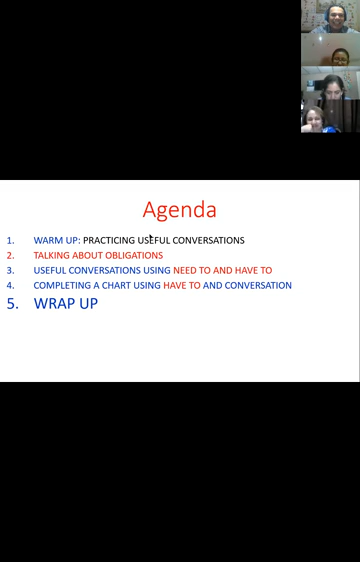 Agenda
1. WARM UP: PRACTICING USEFUL CONVERSATIONS
2. TALKING ABOUT OBLIGATIONS
3. USEFUL CONVERSATIONS USING NEED TO AND HAVE TO
4. COMPLETING A CHART USING HAVE TO AND CONVERSATION
5. WRAP UP